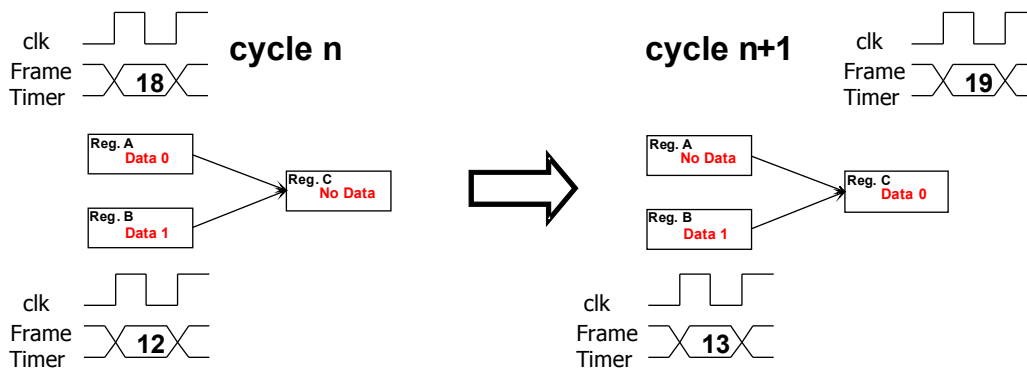 clk
Frame
Timer
18
cycle n
cycle n+1
clk
Frame
Timer
19
Reg. A
Data 0
Reg. B
Data 1
Reg. C
No Data
Reg. A
No Data
Reg. B
Data 1
Reg. C
Data 0
clk
Frame
Timer
12
clk
Frame
Timer
13